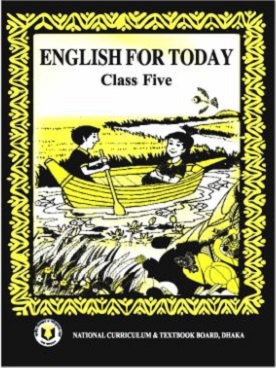 ENGLISH FOR TODAY
Class Five
NATIONAL CURRICULUM & TEXTBOOK BOARD, DHAKA